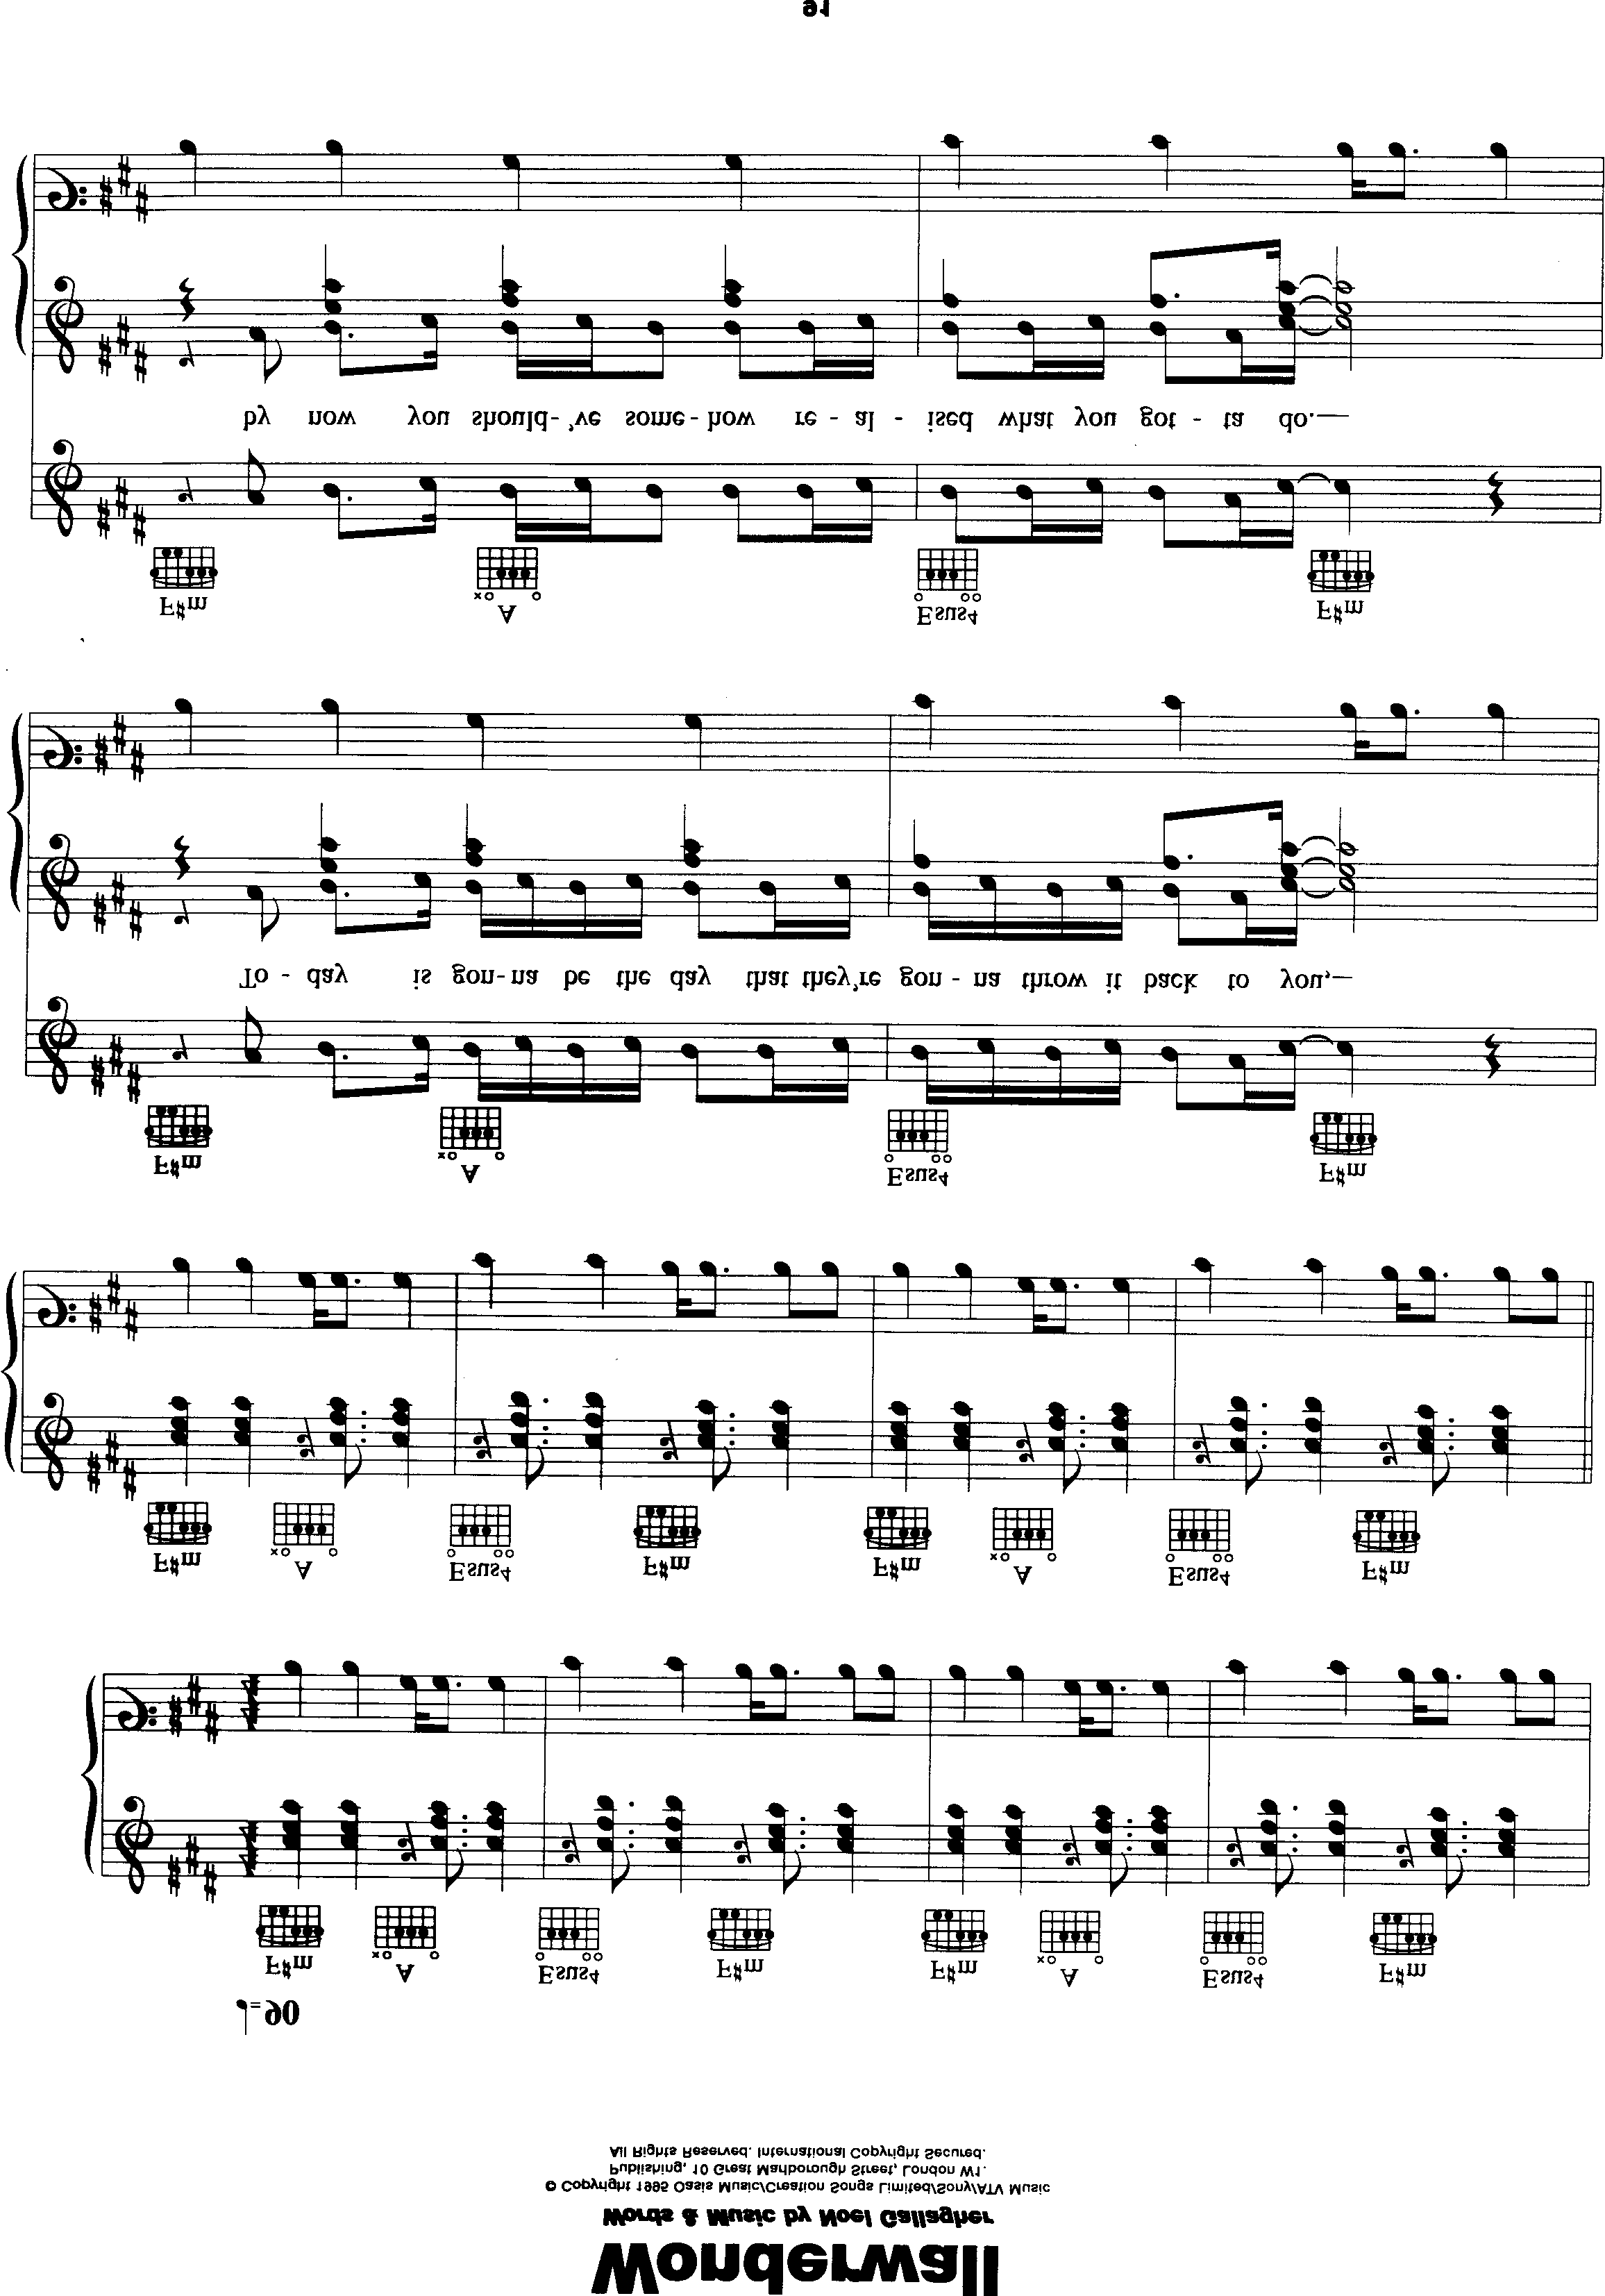 Wonderwall
Words & Music by Noel Gallagher
© Copyright 1995 Oasis Music/Creation Songs Limited/Sony/ATV Music
Publishing, 10 Great Marlborough Street, London W1.
All Rights Reserved. International Copyright Secured.
♩=90
F♯m A Esus4 F♯m F♯m A Esus4 F♯m
F♯m A Esus4 F♯m F♯m A Esus4 F♯m
F♯m A Esus4 F♯m
To - day is gon-na be the day that they're gon - na throw it back to you,—
F♯m A Esus4 F♯m
by now you should-'ve some-how re - al - ised what you got - ta do.—
91